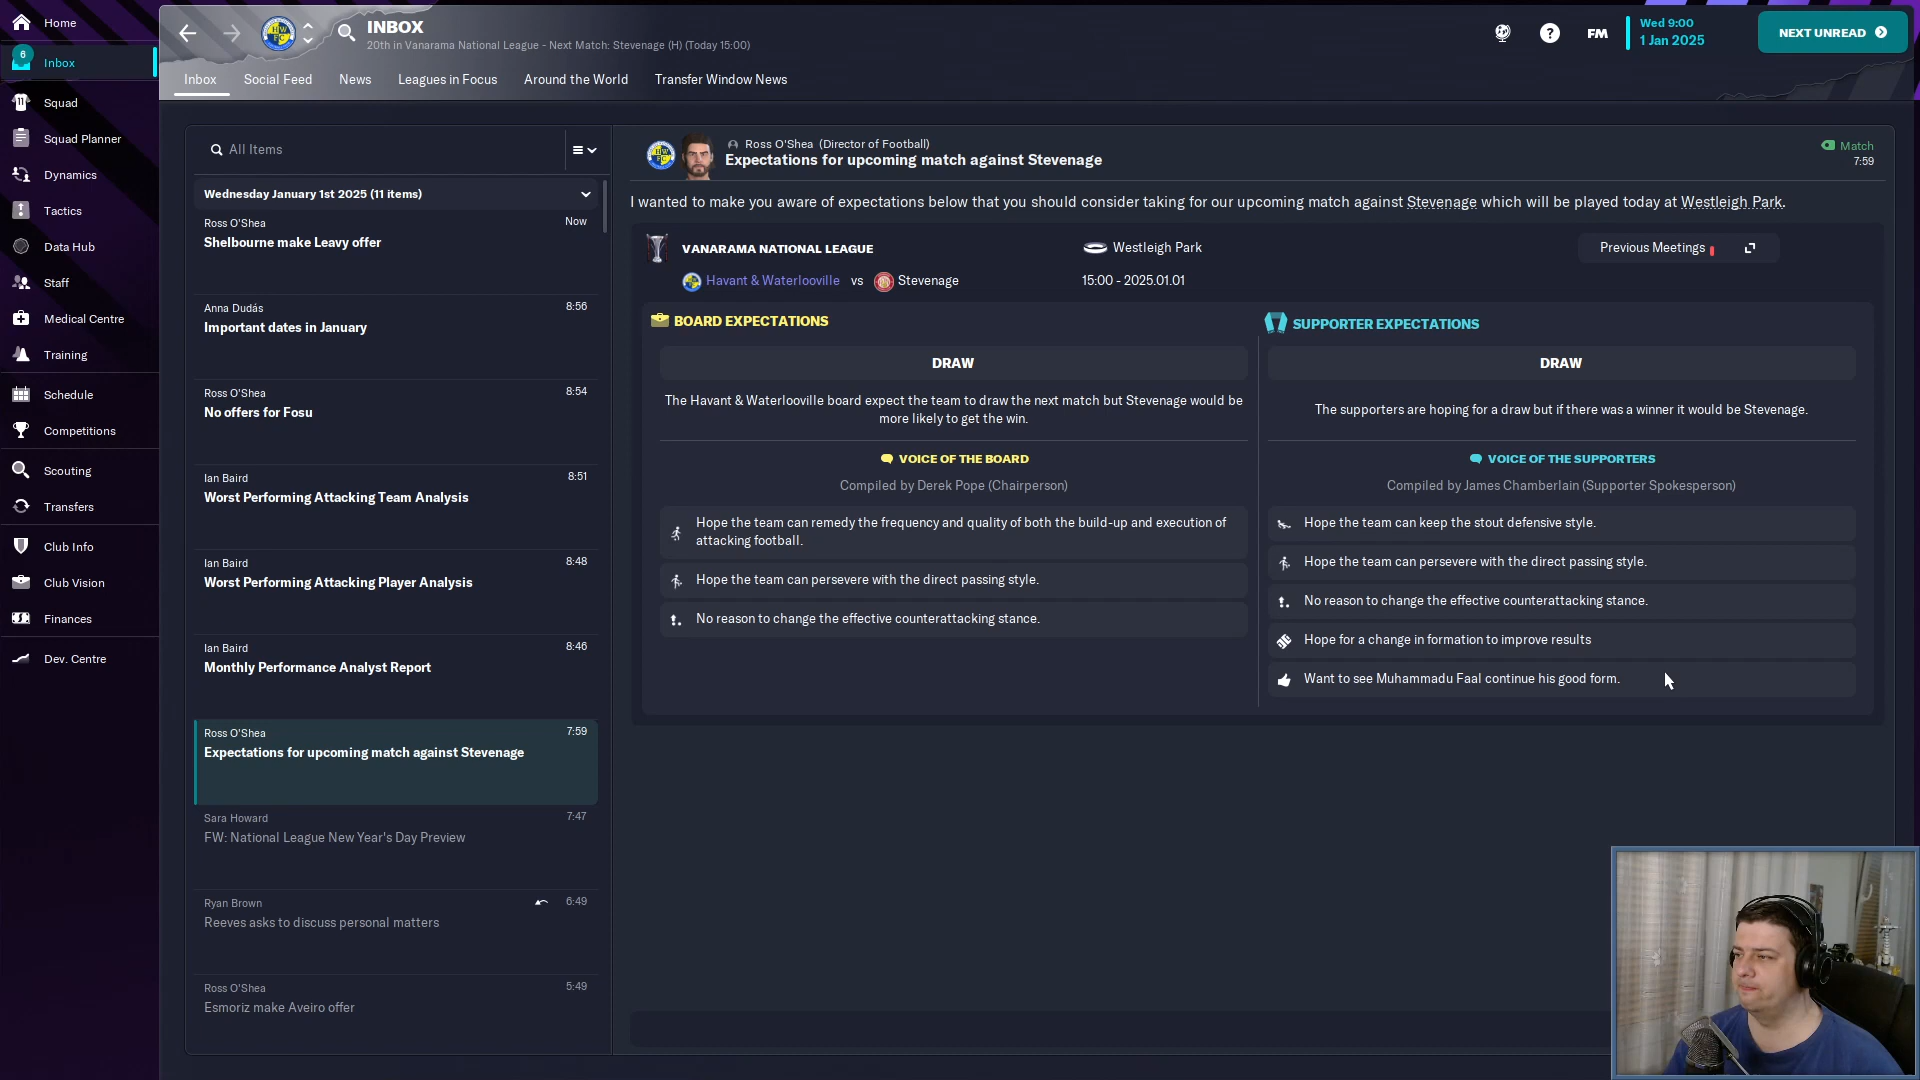 Home
6
Inbox
Squad
Squad Planner
Dynamics
Tactics
Data Hub
Staff
Medical Centre
Training
Schedule
Competitions
Scouting
Transfers
Club Info
Club Vision
Finances
Dev. Centre
INBOX
20th in Vanarama National League - Next Match: Stevenage (H) (Today 15:00)
?
FM
Wed 9:00
1 Jan 2025
NEXT UNREAD
Inbox
Social Feed
News
Leagues in Focus
Around the World
Transfer Window News
All Items
Wednesday January 1st 2025 (11 items)
Ross O'Shea
Now
Shelbourne make Leavy offer
Anna Dudás
8:56
Important dates in January
Ross O'Shea
8:54
No offers for Fosu
Ian Baird
8:51
Worst Performing Attacking Team Analysis
Ian Baird
8:48
Worst Performing Attacking Player Analysis
Ian Baird
8:46
Monthly Performance Analyst Report
Ross O'Shea
7:59
Expectations for upcoming match against Stevenage
Sara Howard
7:47
FW: National League New Year's Day Preview
Ryan Brown
6:49
Reeves asks to discuss personal matters
Ross O'Shea
5:49
Esmoriz make Aveiro offer
Ross O'Shea (Director of Football)
Expectations for upcoming match against Stevenage
Match
7:59
I wanted to make you aware of expectations below that you should consider taking for our upcoming match against Stevenage which will be played today at Westleigh Park.
VANARAMA NATIONAL LEAGUE
Westleigh Park
Previous Meetings
Havant & Waterlooville vs Stevenage
15:00 - 2025.01.01
BOARD EXPECTATIONS
DRAW
The Havant & Waterlooville board expect the team to draw the next match but Stevenage would be
more likely to get the win.
VOICE OF THE BOARD
Compiled by Derek Pope (Chairperson)
Hope the team can remedy the frequency and quality of both the build-up and execution of
attacking football.
Hope the team can persevere with the direct passing style.
No reason to change the effective counterattacking stance.
SUPPORTER EXPECTATIONS
DRAW
The supporters are hoping for a draw but if there was a winner it would be Stevenage.
VOICE OF THE SUPPORTERS
Compiled by James Chamberlain (Supporter Spokesperson)
Hope the team can keep the stout defensive style.
Hope the team can persevere with the direct passing style.
No reason to change the effective counterattacking stance.
Hope for a change in formation to improve results
Want to see Muhammadu Faal continue his good form.